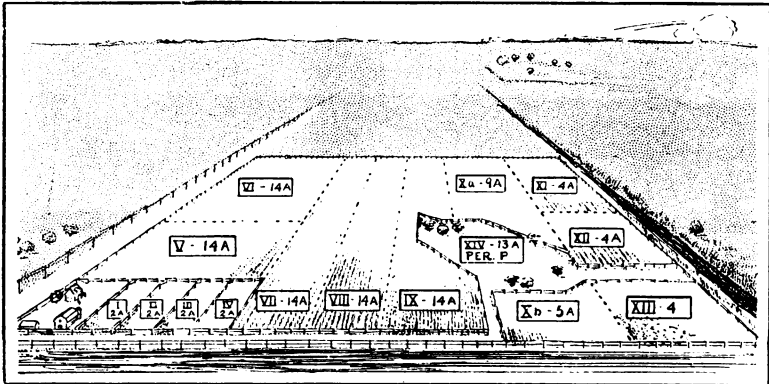 VI - 14A
Xa - 9A
XI - 4A
V - 14A
XIV - 13A
PER. P
XII - 4A
I
2A
II
2A
III
2A
IV
2A
VII - 14A
VIII - 14A
IX - 14A
Xb - 5A
XIII - 4